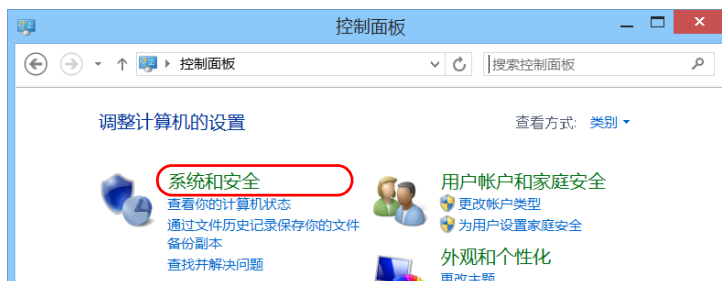 控制面板
控制面板
搜索控制面板
调整计算机的设置
查看方式: 类别
系统和安全
查看你的计算机状态
通过文件历史记录保存你的文件
备份副本
查找并解决问题
用户帐户和家庭安全
更改帐户类型
为用户设置家庭安全
外观和个性化
更改主题